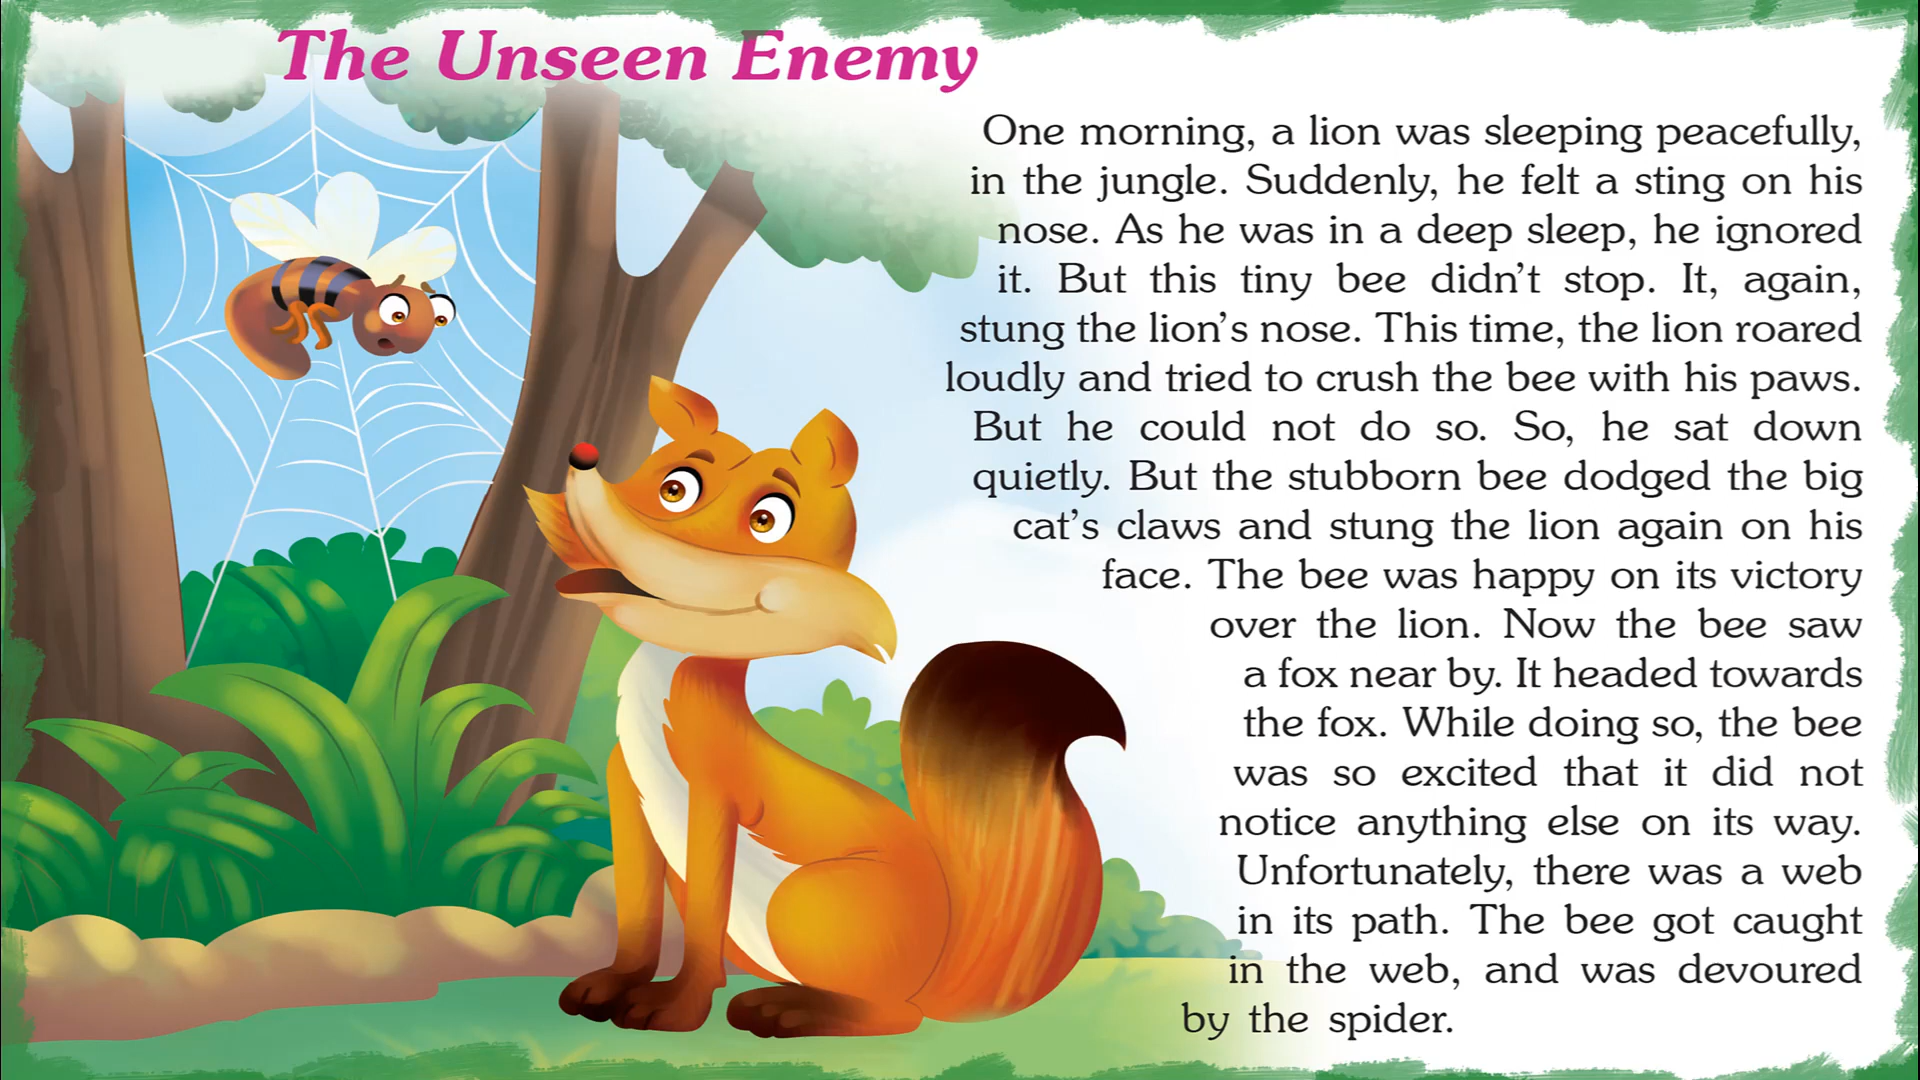 The Unseen Enemy
One morning, a lion was sleeping peacefully,
in the jungle. Suddenly, he felt a sting on his
nose. As he was in a deep sleep, he ignored
it. But this tiny bee didn’t stop. It, again,
stung the lion’s nose. This time, the lion roared
loudly and tried to crush the bee with his paws.
But he could not do so. So, he sat down
quietly. But the stubborn bee dodged the big
cat’s claws and stung the lion again on his
face. The bee was happy on its victory
over the lion. Now the bee saw
a fox near by. It headed towards
the fox. While doing so, the bee
was so excited that it did not
notice anything else on its way.
Unfortunately, there was a web
in its path. The bee got caught
in the web, and was devoured
by the spider.